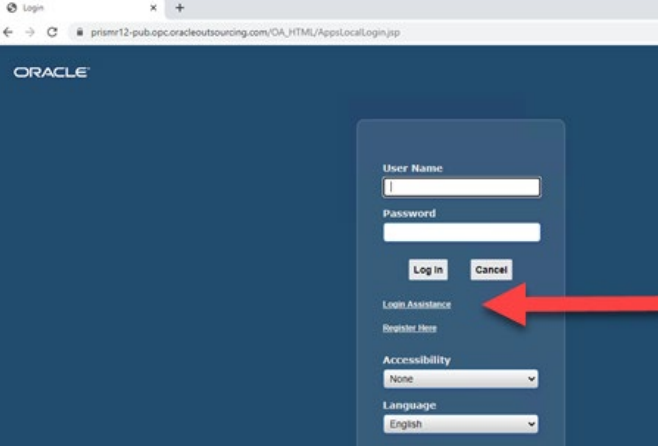 Login
prismr12-pub.opc.oracleoutsourcing.com/OA_HTML/AppsLocalLogin.jsp
ORACLE
User Name
Password
Log In Cancel
Login Assistance
Register Here
Accessibility
None
Language
English